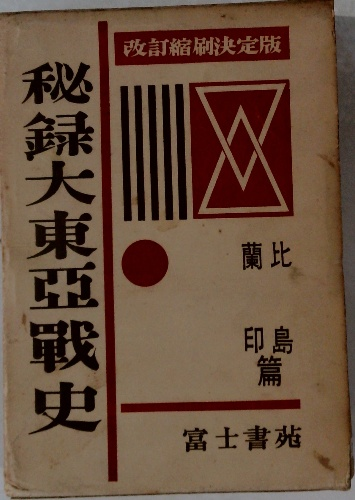 改訂縮刷決定版
秘録大東亞戰史
比島
蘭印
篇
富士書苑